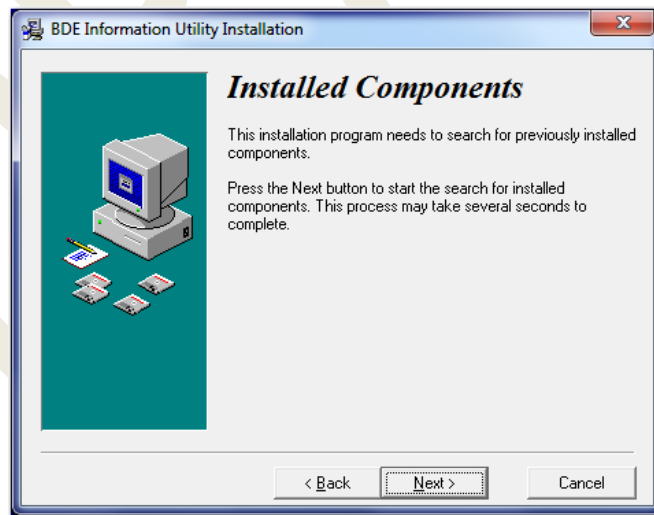 BDE Information Utility Installation
Installed Components
This installation program needs to search for previously installed
components.
Press the Next button to start the search for installed
components. This process may take several seconds to
complete.
< Back
Next >
Cancel